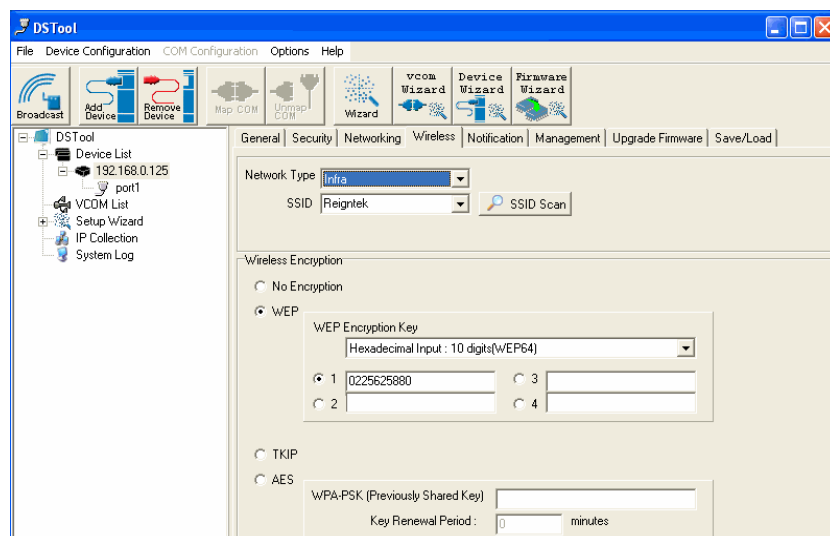 DSTool
File Device Configuration COM Configuration Options Help
Broadcast
Add Device
Remove Device
Map COM
Unmap COM
Wizard
vcom Wizard
Device Wizard
Firmware Wizard
DSTool
Device List
192.168.0.125
port1
VCOM List
Setup Wizard
IP Collection
System Log
General Security Networking Wireless Notification Management Upgrade Firmware Save/Load
Network Type Infra
SSID Reigntek SSID Scan
Wireless Encryption
No Encryption
WEP
WEP Encryption Key
Hexadecimal Input : 10 digits(WEP64)
1 0225625880 3
2 4
TKIP
AES
WPA-PSK (Previously Shared Key)
Key Renewal Period : 0 minutes